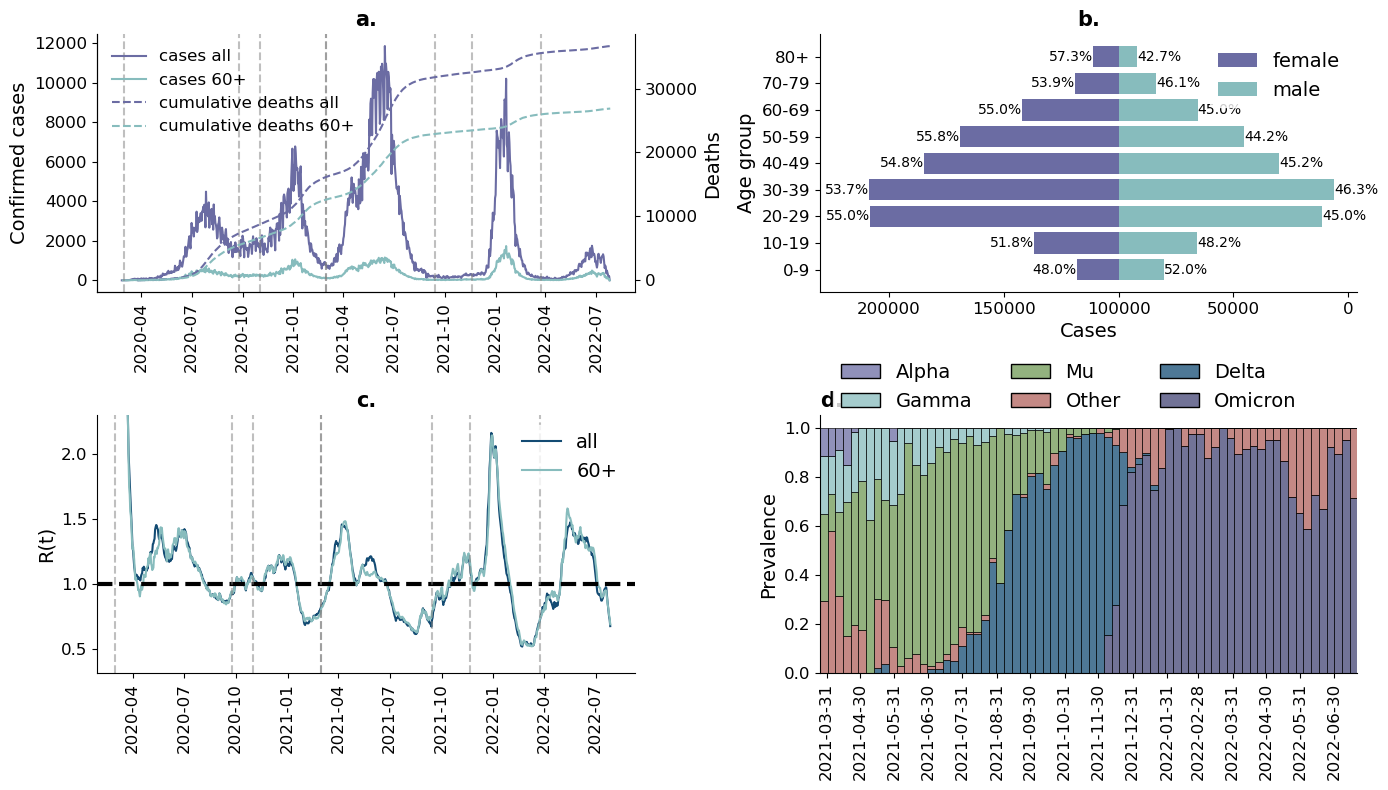 a.
Confirmed cases
12000
10000
8000
6000
4000
2000
0
cases all
cases 60+
cumulative deaths all
cumulative deaths 60+
30000
20000
10000
0
Deaths
2020-04
2020-07
2020-10
2021-01
2021-04
2021-07
2021-10
2022-01
2022-04
2022-07
b.
Age group
female
male
80+ 57.3% 42.7%
70-79 53.9% 46.1%
60-69 55.0% 45.0%
50-59 55.8% 44.2%
40-49 54.8% 45.2%
30-39 53.7% 46.3%
20-29 55.0% 45.0%
10-19 51.8% 48.2%
0-9 48.0% 52.0%
200000 150000 100000 50000 0
Cases
c.
R(t)
2.0
1.5
1.0
0.5
all
60+
2020-04
2020-07
2020-10
2021-01
2021-04
2021-07
2021-10
2022-01
2022-04
2022-07
d.
Alpha Mu Delta
Gamma Other Omicron
Prevalence
1.0
0.8
0.6
0.4
0.2
0.0
2021-03-31
2021-04-30
2021-05-31
2021-06-30
2021-07-31
2021-08-31
2021-09-30
2021-10-31
2021-11-30
2021-12-31
2022-01-31
2022-02-28
2022-03-31
2022-04-30
2022-05-31
2022-06-30